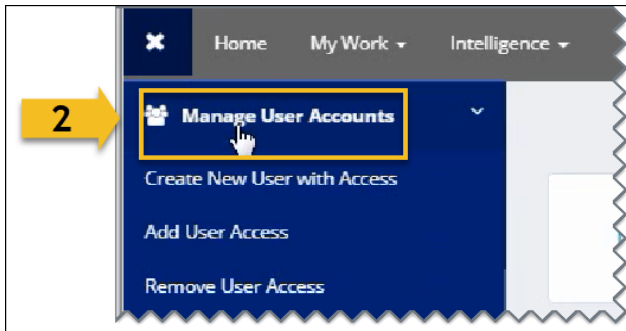 Home My Work Intelligence
2 Manage User Accounts
Create New User with Access
Add User Access
Remove User Access